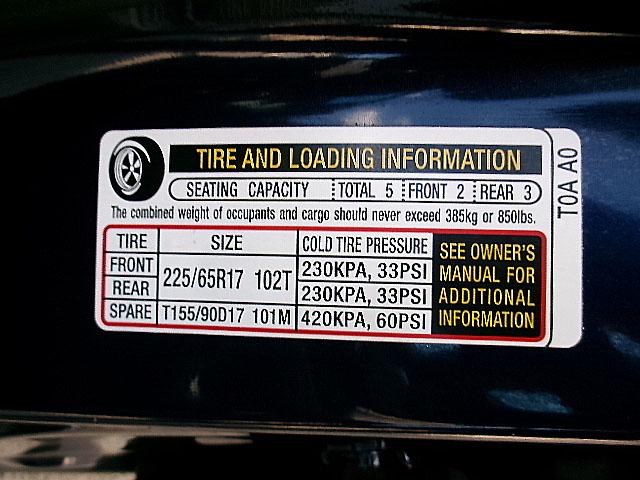 TIRE AND LOADING INFORMATION
SEATING CAPACITY TOTAL 5 FRONT 2 REAR 3
The combined weight of occupants and cargo should never exceed 385kg or 850lbs.
TIRE SIZE COLD TIRE PRESSURE
FRONT 225/65R17 102T 230KPA, 33PSI
REAR 230KPA, 33PSI
SPARE T155/90D17 101M 420KPA, 60PSI
SEE OWNER'S
MANUAL FOR
ADDITIONAL
INFORMATION
T0A A0